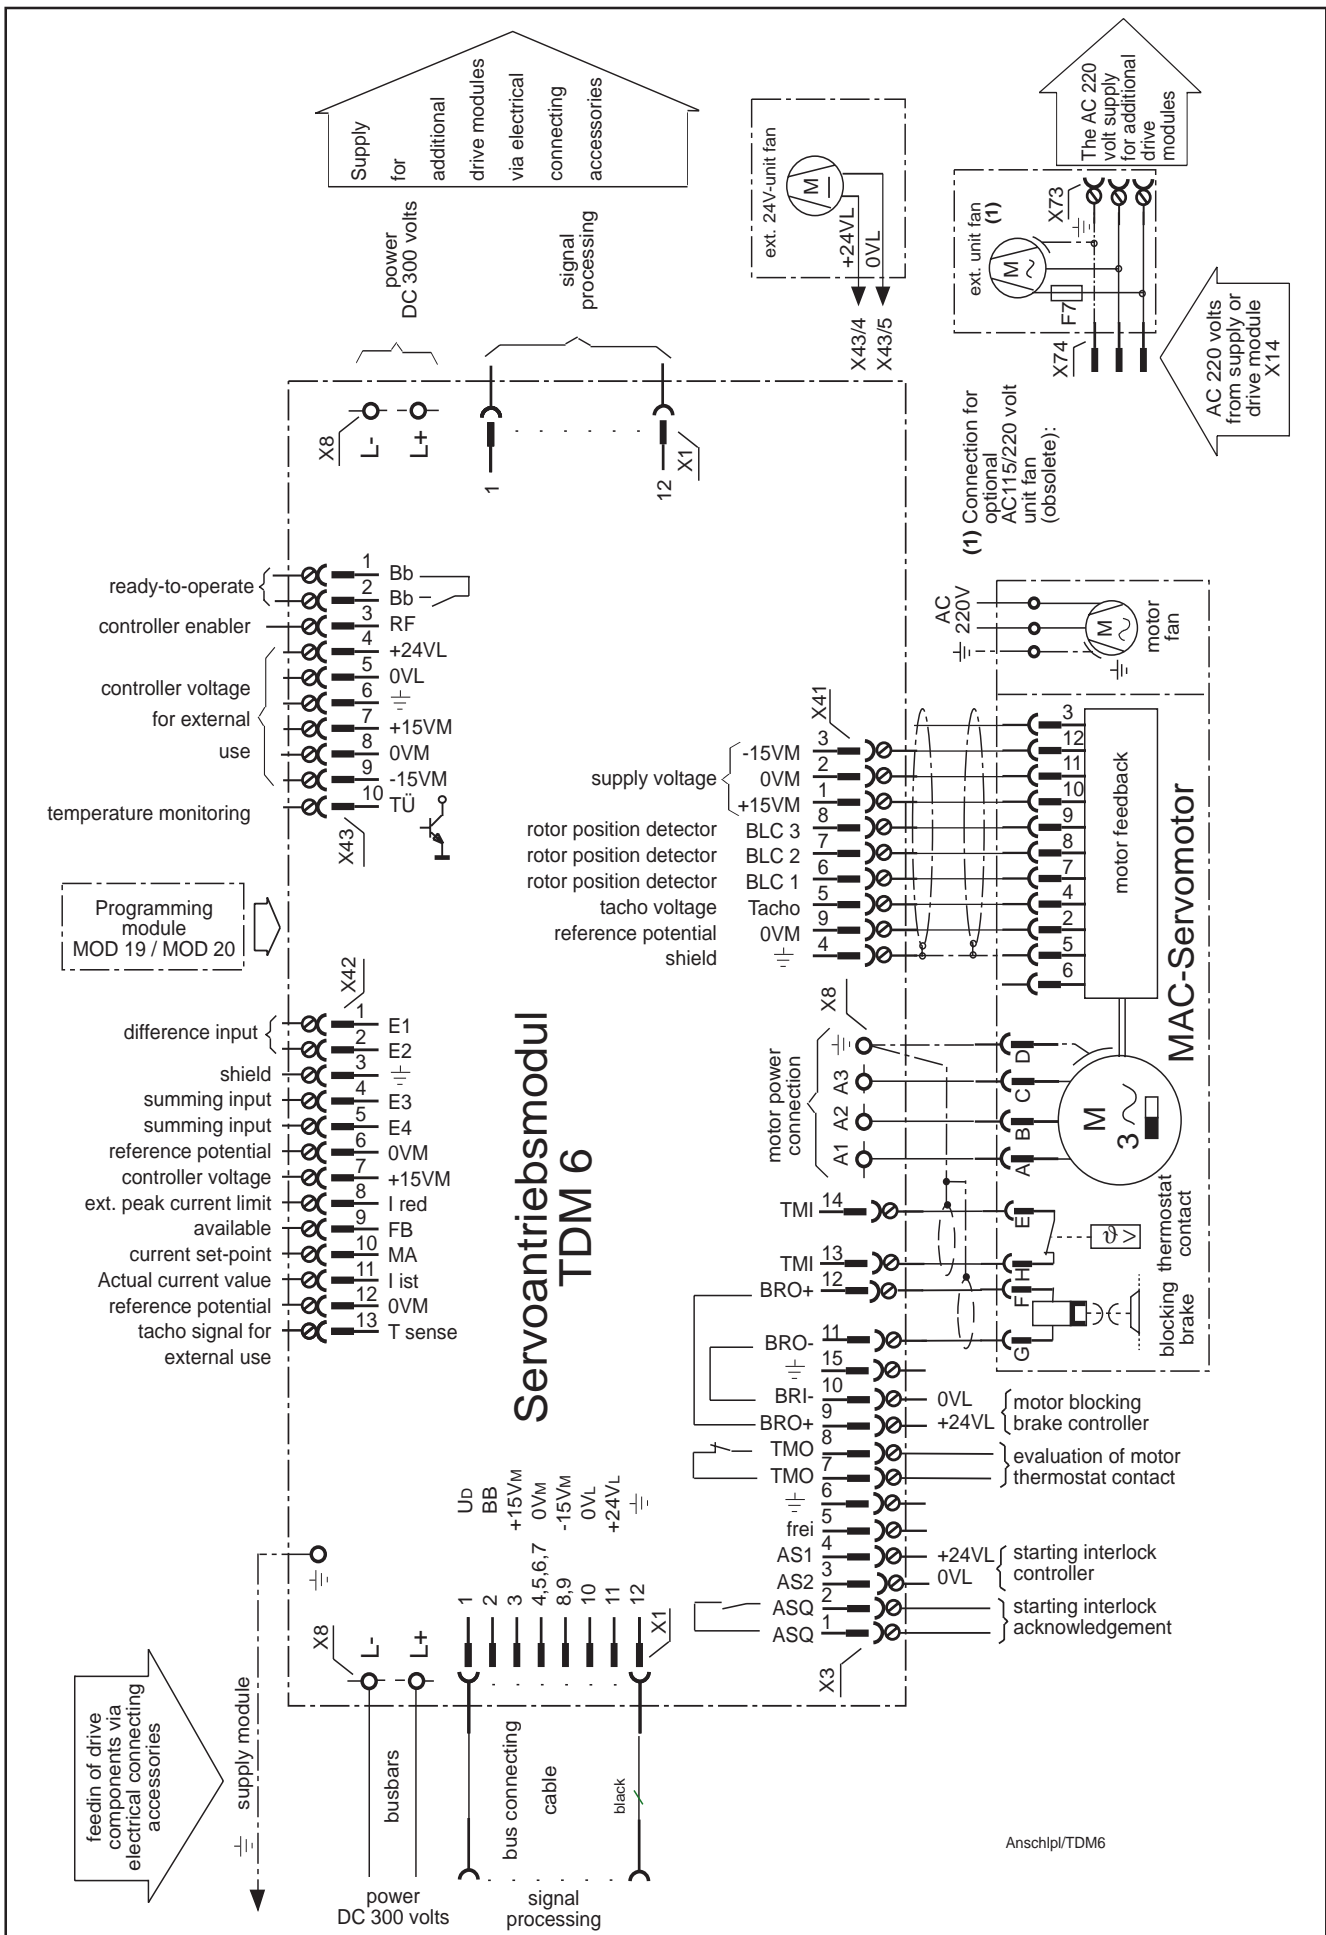 Supply
for
additional
drive modules
via electrical
connecting
accessories
power
DC 300 volts
signal
processing
X8
L-
L+
1
12
X1
ext. 24V-unit fan
M
+24VL
0VL
X43/4
X43/5
The AC 220
volt supply
for additional
drive
modules
ext. unit fan
(1)
X73
M
F7
X74
AC 220 volts
from supply or
drive module
X14
(1) Connection for
optional
AC115/220 volt
unit fan
(obsolete):
ready-to-operate
controller enabler
controller voltage
for external
use
temperature monitoring
1 Bb
2 Bb
3 RF
4 +24VL
5 0VL
6
7 +15VM
8 0VM
9 -15VM
10 TÜ
X43
Programming
module
MOD 19 / MOD 20
X42
difference input
1 E1
2 E2
shield 3
summing input 4 E3
summing input 5 E4
reference potential 6 0VM
controller voltage 7 +15VM
ext. peak current limit 8 I red
available 9 FB
current set-point 10 MA
Actual current value 11 I ist
reference potential 12 0VM
tacho signal for 13 T sense
external use
Servoantriebsmodul
TDM 6
AC
220V
M
motor
fan
X41
supply voltage
-15VM 3
0VM 2
+15VM 1
rotor position detector BLC 3 8
rotor position detector BLC 2 7
rotor position detector BLC 1 6
tacho voltage Tacho 5
reference potential 0VM 9
shield 4
3
12
11
10
9
8
7
4
2
5
6
motor feedback
MAC-Servomotor
X8
motor power
connection
A3
A2
A1
D
C
B
A
M
3
TMI 14
TMI 13
BRO+ 12
BRO- 11
15
BRI- 10
BRO+ 9
TMO 8
TMO 7
6
frei 5
AS1 4
AS2 3
ASQ 2
ASQ 1
X3
E
H
F
G
ϑ >
thermostat
contact
blocking
brake
0VL
+24VL
motor blocking
brake controller
evaluation of motor
thermostat contact
+24VL
0VL
starting interlock
controller
starting interlock
acknowledgement
UD
BB
+15VM
0VM
-15VM
0VL
+24VL
1
2
3
4,5,6,7
8,9
10
11
12
X1
X8
L-
L+
feedin of drive
components via
electrical connecting
accessories
supply module
busbars
bus connecting
cable
black
power
DC 300 volts
signal
processing
Anschlpl/TDM6